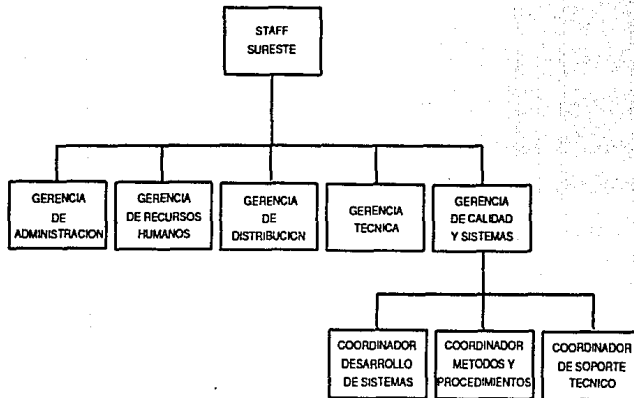 STAFF
SURESTE
GERENCIA
DE
ADMINISTRACION
GERENCIA
DE RECURSOS
HUMANOS
GERENCIA
DE
DISTRIBUCION
GERENCIA
TECNICA
GERENCIA
DE CALIDAD
Y SISTEMAS
COORDINADOR
DESARROLLO
DE SISTEMAS
COORDINADOR
METODOS Y
PROCEDIMIENTOS
COORDINADOR
DE SOPORTE
TECNICO